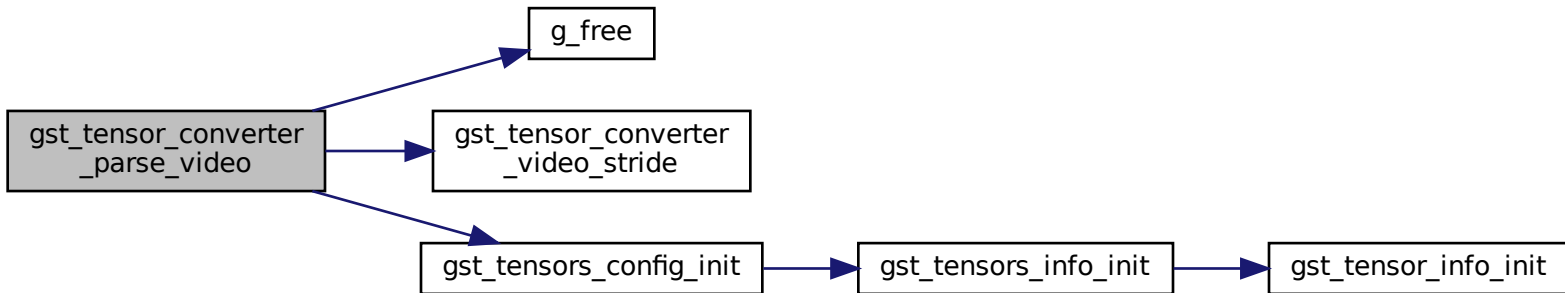 g_free
gst_tensor_converter
_parse_video
gst_tensor_converter
_video_stride
gst_tensors_config_init
gst_tensors_info_init
gst_tensor_info_init